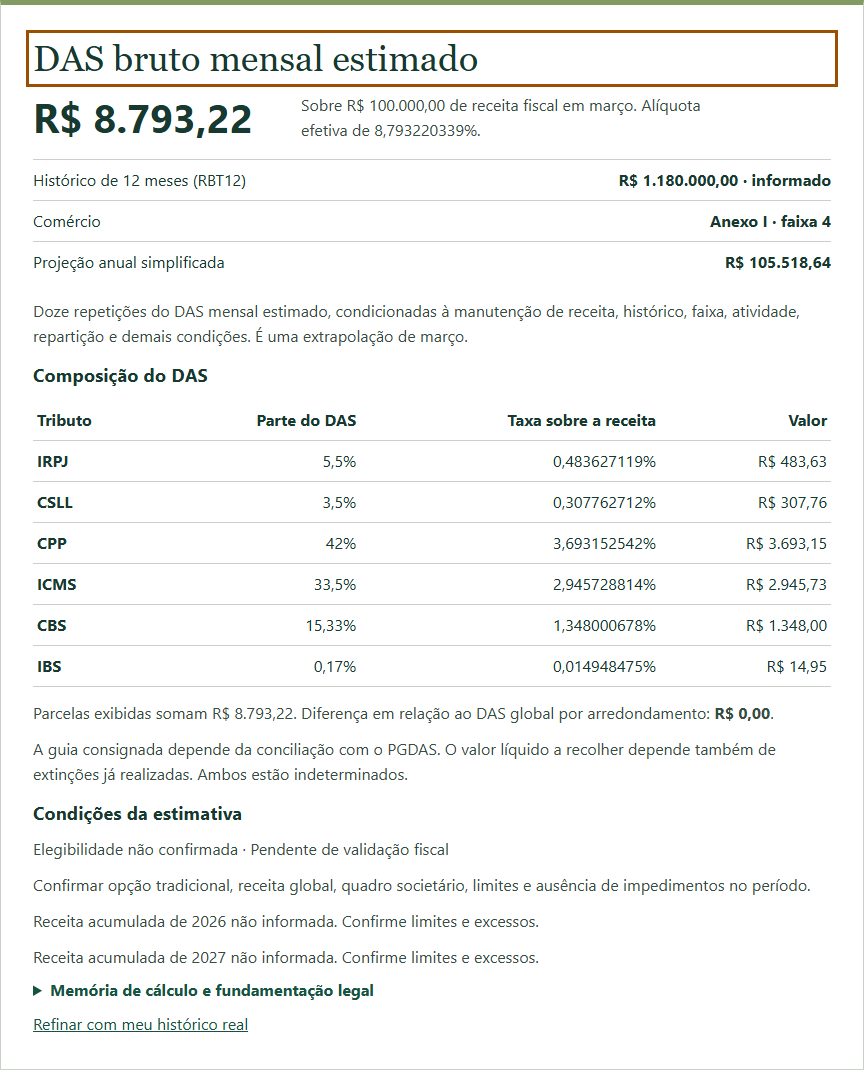 DAS bruto mensal estimado
R$ 8.793,22
Sobre R$ 100.000,00 de receita fiscal em março. Alíquota
efetiva de 8,793220339%.
Histórico de 12 meses (RBT12) R$ 1.180.000,00 · informado
Comércio Anexo I · faixa 4
Projeção anual simplificada R$ 105.518,64
Doze repetições do DAS mensal estimado, condicionadas à manutenção de receita, histórico, faixa, atividade,
repartição e demais condições. É uma extrapolação de março.
Composição do DAS
Tributo Parte do DAS Taxa sobre a receita Valor
IRPJ 5,5% 0,483627119% R$ 483,63
CSLL 3,5% 0,307762712% R$ 307,76
CPP 42% 3,693152542% R$ 3.693,15
ICMS 33,5% 2,945728814% R$ 2.945,73
CBS 15,33% 1,348000678% R$ 1.348,00
IBS 0,17% 0,014948475% R$ 14,95
Parcelas exibidas somam R$ 8.793,22. Diferença em relação ao DAS global por arredondamento: R$ 0,00.
A guia consignada depende da conciliação com o PGDAS. O valor líquido a recolher depende também de
extinções já realizadas. Ambos estão indeterminados.
Condições da estimativa
Elegibilidade não confirmada · Pendente de validação fiscal
Confirmar opção tradicional, receita global, quadro societário, limites e ausência de impedimentos no período.
Receita acumulada de 2026 não informada. Confirme limites e excessos.
Receita acumulada de 2027 não informada. Confirme limites e excessos.
Memória de cálculo e fundamentação legal
Refinar com meu histórico real